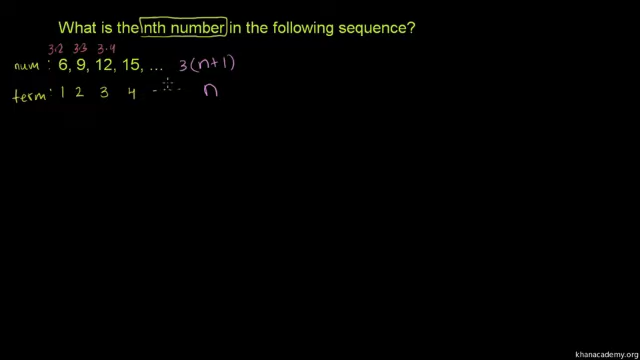 What is the nth number in the following sequence?
3·2 3·3 3·4
num : 6, 9, 12, 15, ... 3(n+1)
term : 1 2 3 4 ... n
khanacademy.org